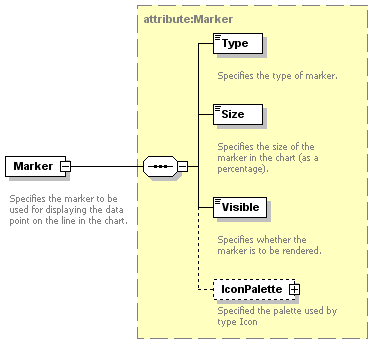 attribute:Marker
Type
Specifies the type of marker.
Size
Specifies the size of the
marker in the chart (as a
percentage).
Marker
Specifies the marker to be
used for displaying the data
point on the line in the chart.
Visible
Specifies whether the
marker is to be rendered.
IconPalette
Specified the palette used by
type Icon